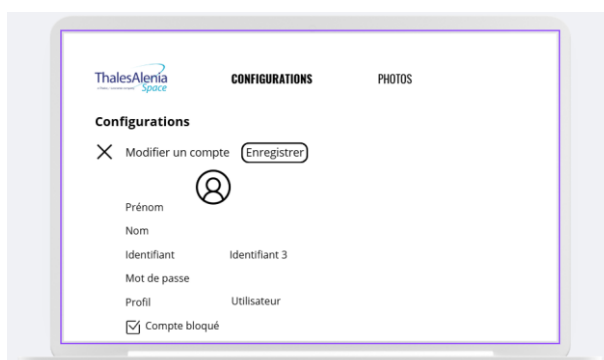 ThalesAlenia
Space
CONFIGURATIONS PHOTOS
Configurations
Modifier un compte Enregistrer
Prénom
Nom
Identifiant Identifiant 3
Mot de passe
Profil Utilisateur
Compte bloqué